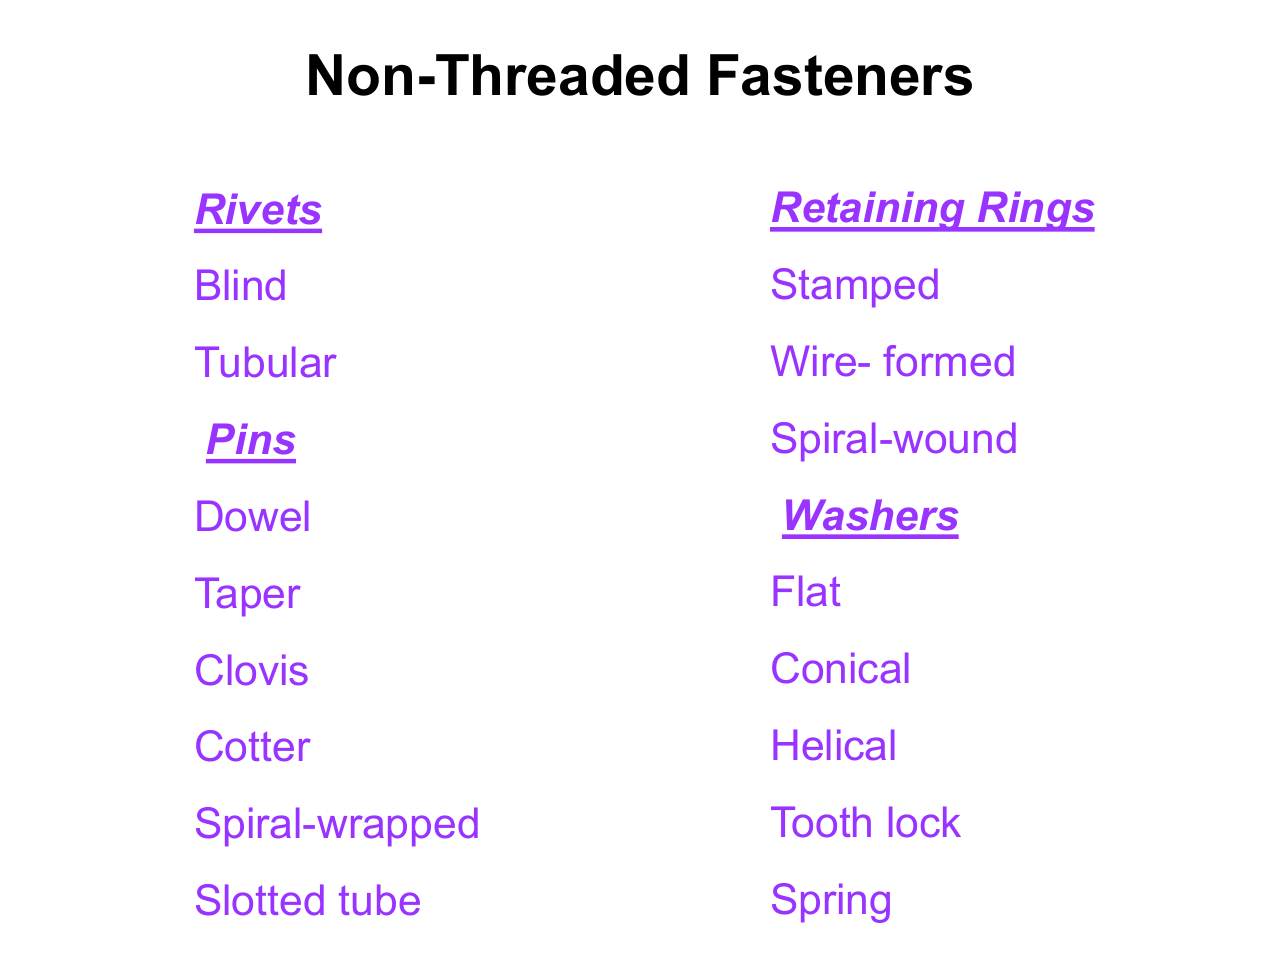 Non-Threaded Fasteners
Rivets
Blind
Tubular
Pins
Dowel
Taper
Clovis
Cotter
Spiral-wrapped
Slotted tube
Retaining Rings
Stamped
Wire- formed
Spiral-wound
Washers
Flat
Conical
Helical
Tooth lock
Spring